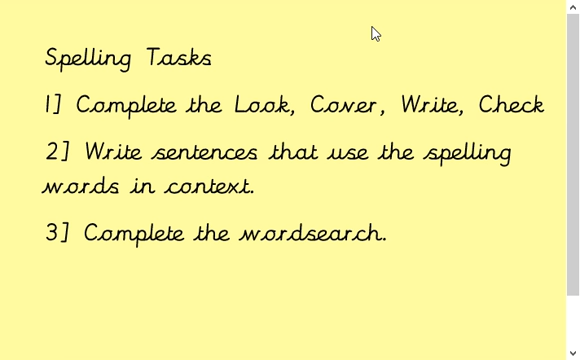 Spelling Tasks
1] Complete the Look, Cover, Write, Check
2] Write sentences that use the spelling
words in context.
3] Complete the wordsearch.